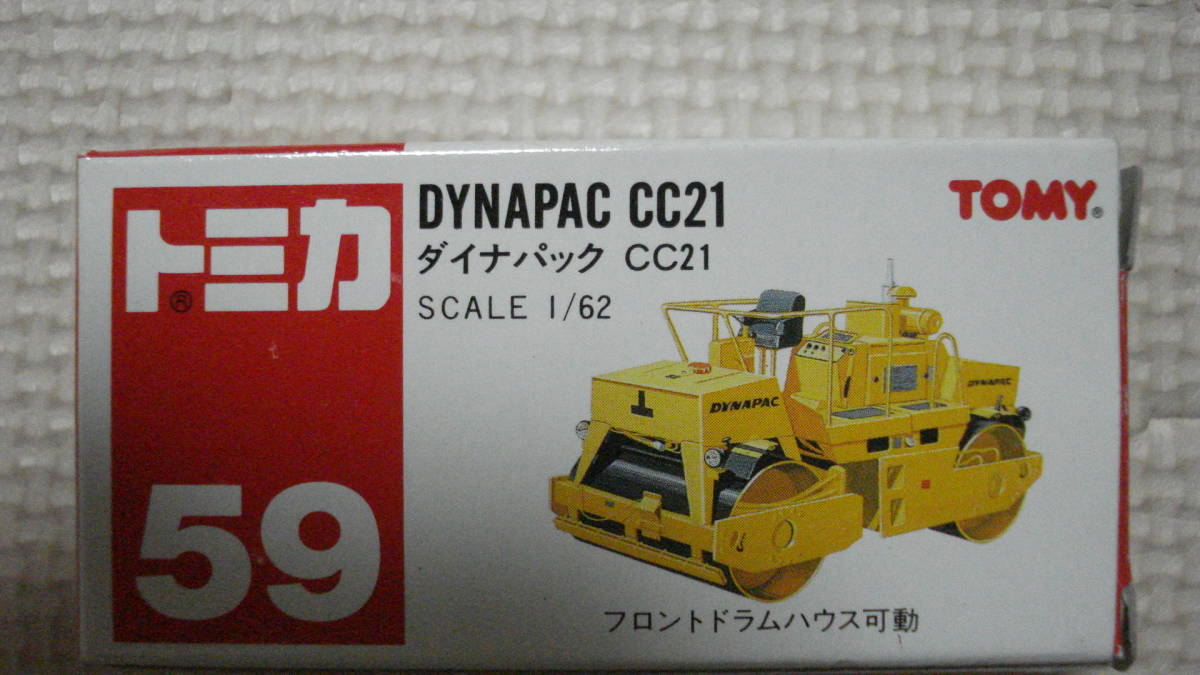 トミカ®
59
DYNAPAC CC21
ダイナパック CC21
SCALE 1/62
TOMY®
DYNAPAC
DYNAPAC
フロントドラムハウス可動